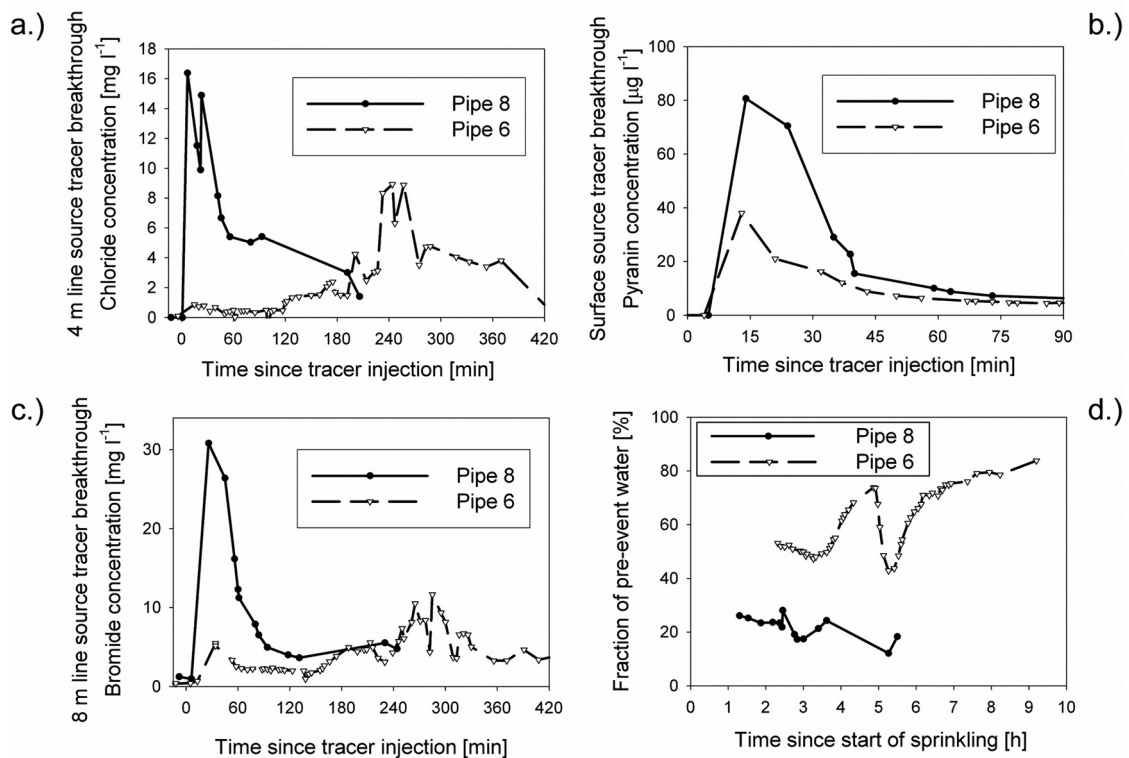 a.)
4 m line source tracer breakthrough
Chloride concentration [mg l⁻¹]
18
16
14
12
10
8
6
4
2
0
Pipe 8
Pipe 6
0 60 120 180 240 300 360 420
Time since tracer injection [min]
b.)
Surface source tracer breakthrough
Pyranin concentration [µg l⁻¹]
100
80
60
40
20
0
Pipe 8
Pipe 6
15 30 45 60 75 90
Time since tracer injection [min]
c.)
8 m line source tracer breakthrough
Bromide concentration [mg l⁻¹]
30
20
10
0
Pipe 8
Pipe 6
0 60 120 180 240 300 360 420
Time since tracer injection [min]
d.)
Fraction of pre-event water [%]
100
80
60
40
20
0
Pipe 8
Pipe 6
0 1 2 3 4 5 6 7 8 9 10
Time since start of sprinkling [h]